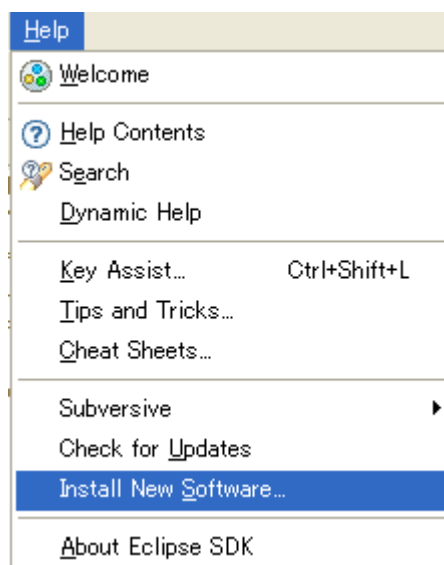 Help
Welcome
Help Contents
Search
Dynamic Help
Key Assist... Ctrl+Shift+L
Tips and Tricks...
Cheat Sheets...
Subversive
Check for Updates
Install New Software...
About Eclipse SDK